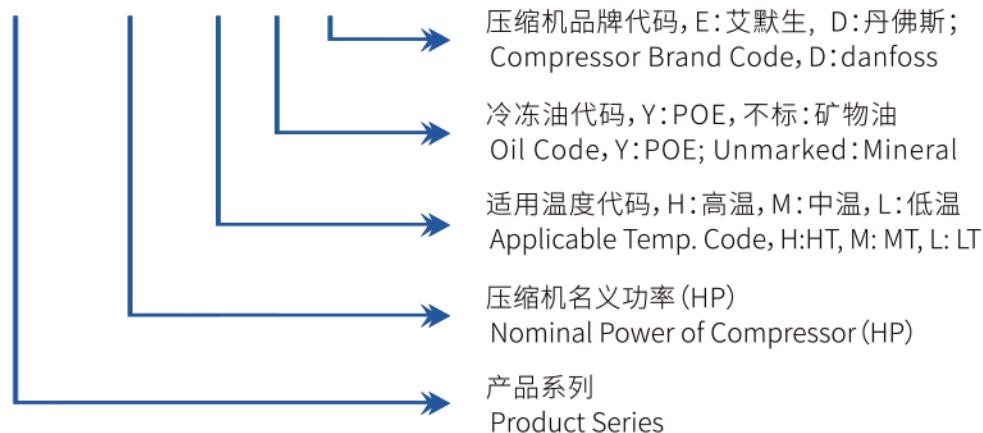 压缩机品牌代码，E：艾默生，D：丹佛斯；
Compressor Brand Code, D：danfoss
冷冻油代码，Y：POE，不标：矿物油
Oil Code, Y：POE; Unmarked：Mineral
适用温度代码，H：高温，M：中温，L：低温
Applicable Temp. Code, H:HT, M: MT, L: LT
压缩机名义功率（HP）
Nominal Power of Compressor（HP）
产品系列
Product Series